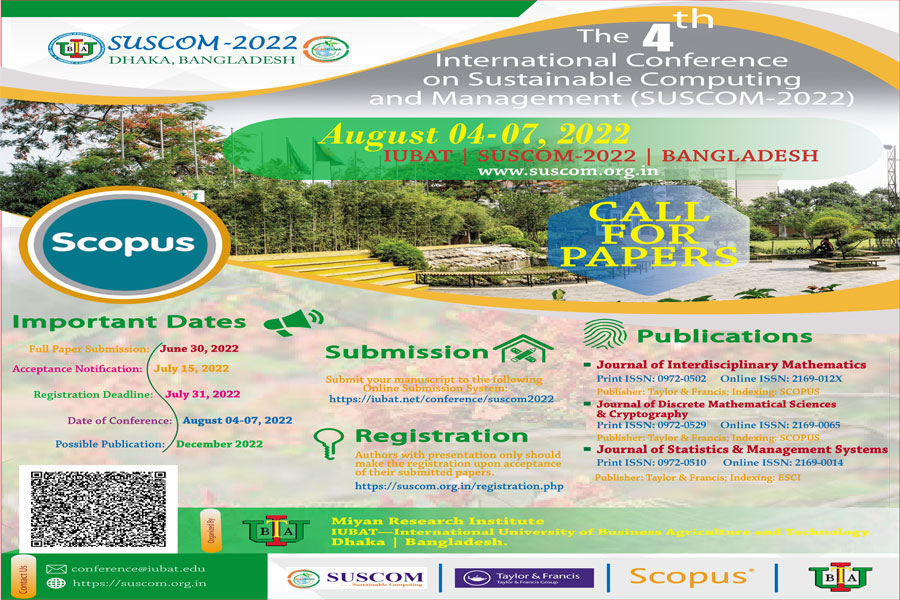 SUSCOM-2022
DHAKA, BANGLADESH
The 4th
International Conference
on Sustainable Computing
and Management (SUSCOM-2022)
August 04-07, 2022
IUBAT | SUSCOM-2022 | BANGLADESH
www.suscom.org.in
CALL
FOR
PAPERS
Scopus
Important Dates
Full Paper Submission: June 30, 2022
Acceptance Notification: July 15, 2022
Registration Deadline: July 31, 2022
Date of Conference: August 04-07, 2022
Possible Publication: December 2022
Submission
Submit your manuscript to the following
Online Submission System:
https://iubat.net/conference/suscom2022
Registration
Authors with presentation only should
make the registration upon acceptance
of their submitted papers.
https://suscom.org.in/registration.php
Publications
Journal of Interdisciplinary Mathematics
Print ISSN: 0972-0502 Online ISSN: 2169-012X
Publisher: Taylor & Francis; Indexing: SCOPUS
Journal of Discrete Mathematical Sciences
& Cryptography
Print ISSN: 0972-0529 Online ISSN: 2169-0065
Publisher: Taylor & Francis; Indexing: SCOPUS
Journal of Statistics & Management Systems
Print ISSN: 0972-0510 Online ISSN: 2169-0014
Publisher: Taylor & Francis; Indexing: ESCI
Organized By
Miyan Research Institute
IUBAT—International University of Business Agriculture and Technology.
Dhaka | Bangladesh.
Contact Us
conference@iubat.edu
https://suscom.org.in
SUSCOM
Sustainable Computing
Taylor & Francis
Taylor & Francis Group
Scopus®